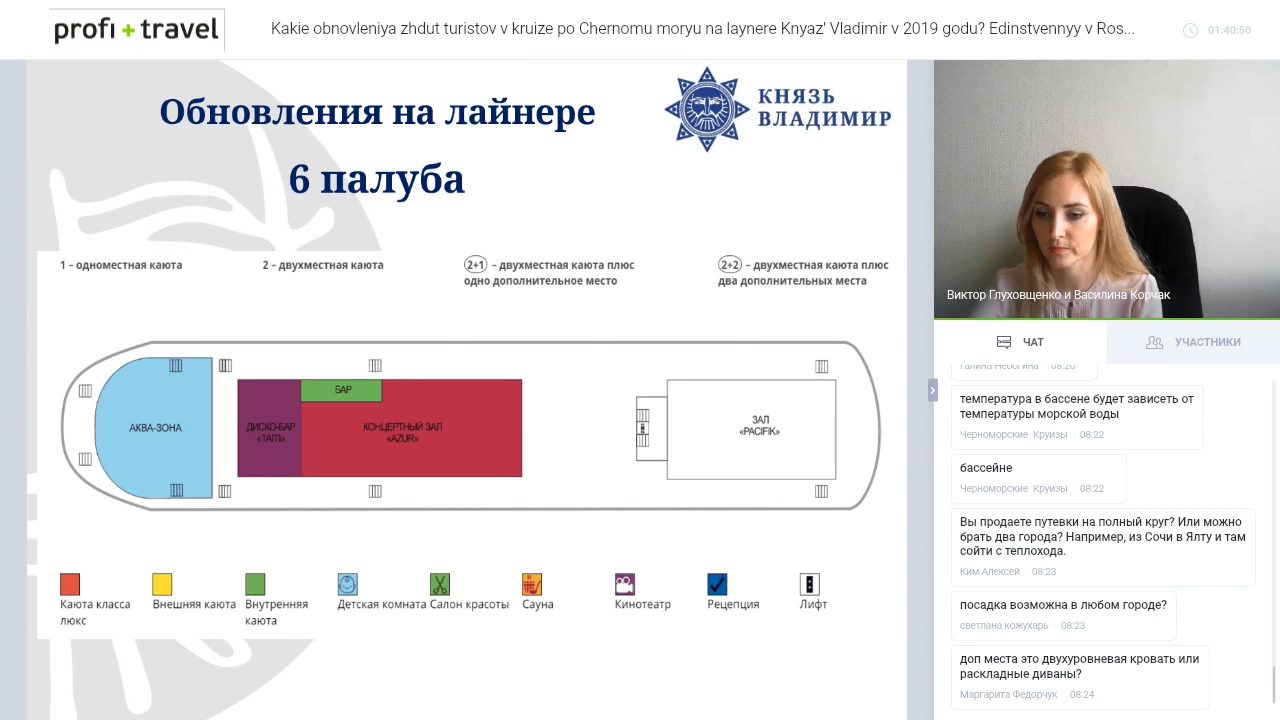 profi + travel
Kakie obnovleniya zhdut turistov v kruize po Chernomu moryu na laynere Knyaz' Vladimir v 2019 godu? Edinstvennyy v Ros...
01:40:50
Обновления на лайнере
6 палуба
КНЯЗЬ
ВЛАДИМИР
1 – одноместная каюта
2 – двухместная каюта
2+1 – двухместная каюта плюс
одно дополнительное место
2+2 – двухместная каюта плюс
два дополнительных места
АКВА-ЗОНА
ДИСКО-БАР
«TAITI»
БАР
КОНЦЕРТНЫЙ ЗАЛ
«AZUR»
ЗАЛ
«PACIFIK»
Каюта класса
люкс
Внешняя каюта
Внутренняя
каюта
Детская комната
Салон красоты
Сауна
Кинотеатр
Рецепция
Лифт
Виктор Глуховщенко и Василина Корчак
ЧАТ
УЧАСТНИКИ
Галина Небогина 08:20
температура в бассене будет зависеть от
температуры морской воды
Черноморские Круизы 08:22
бассейне
Черноморские Круизы 08:22
Вы продаете путевки на полный круг? Или можно
брать два города? Например, из Сочи в Ялту и там
сойти с теплохода.
Ким Алексей 08:23
посадка возможна в любом городе?
светлана кожухарь 08:23
доп места это двухуровневая кровать или
раскладные диваны?
Маргарита Федорчук 08:24